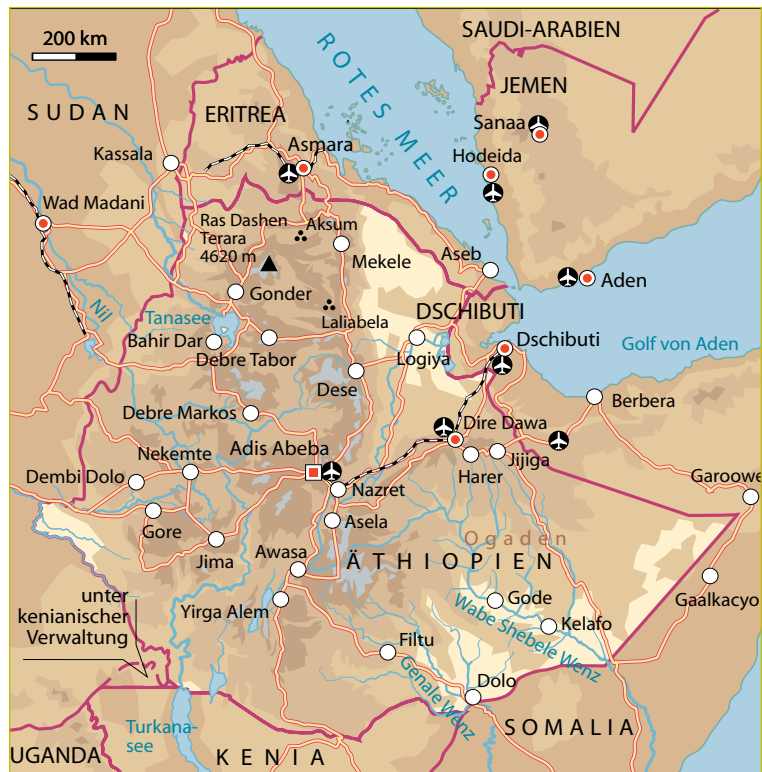 200 km
SAUDI-ARABIEN
ROTES MEER
JEMEN
SUDAN
ERITREA
Sanaa
Kassala
Asmara
Hodeida
Wad Madani
Ras Dashen
Terara
4620 m
Aksum
Mekele
Aseb
Aden
Gonder
Nil
Tanasee
Laliabela
DSCHIBUTI
Bahir Dar
Debre Tabor
Logiya
Dschibuti
Golf von Aden
Dese
Berbera
Debre Markos
Dire Dawa
Adis Abeba
Nekemte
Jijiga
Dembi Dolo
Harer
Garoowe
Nazret
Gore
Asela
Ogaden
Jima
Awasa
ÄTHIOPIEN
unter
kenianischer
Verwaltung
Yirga Alem
Gode
Gaalkacyo
Wabe Shebele Wenz
Kelafo
Filtu
Genale Wenz
Dolo
Turkana-
see
SOMALIA
UGANDA
KENIA